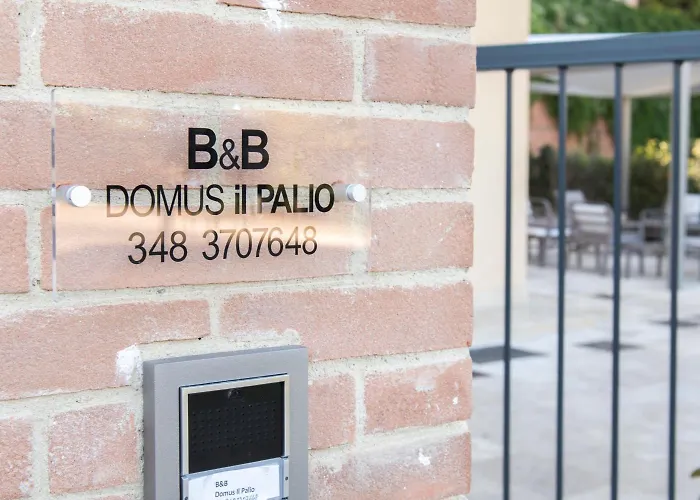 B&B
DOMUS il PALIO
348 3707648
B&B
Domus Il Palio